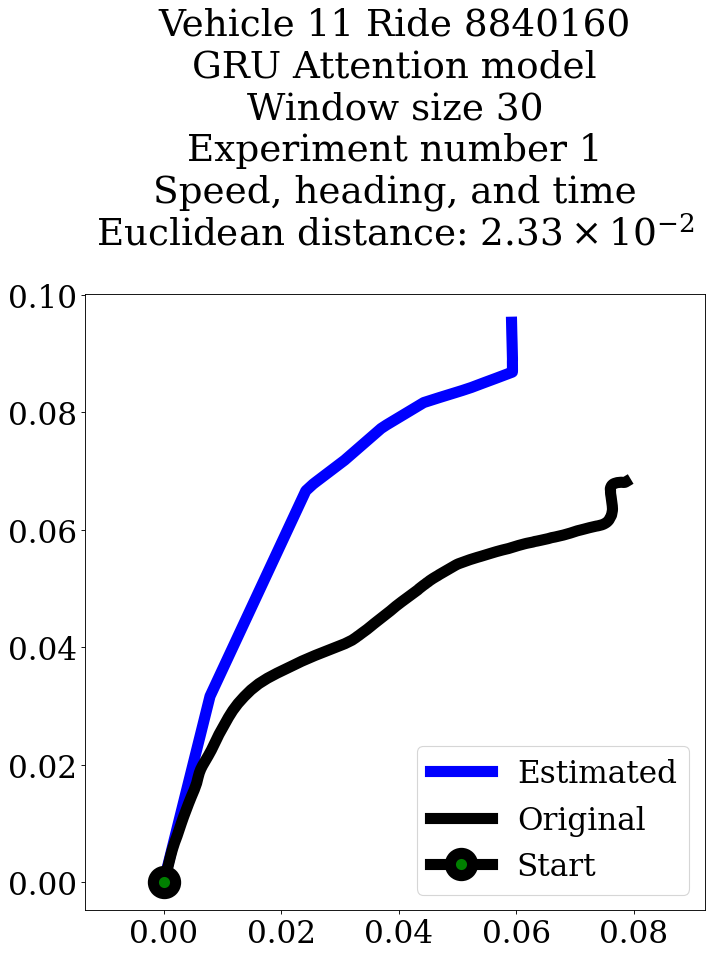 Vehicle 11 Ride 8840160
GRU Attention model
Window size 30
Experiment number 1
Speed, heading, and time
Euclidean distance: 2.33 × 10⁻²
0.10
0.08
0.06
0.04
0.02
0.00
Estimated
Original
Start
0.00 0.02 0.04 0.06 0.08